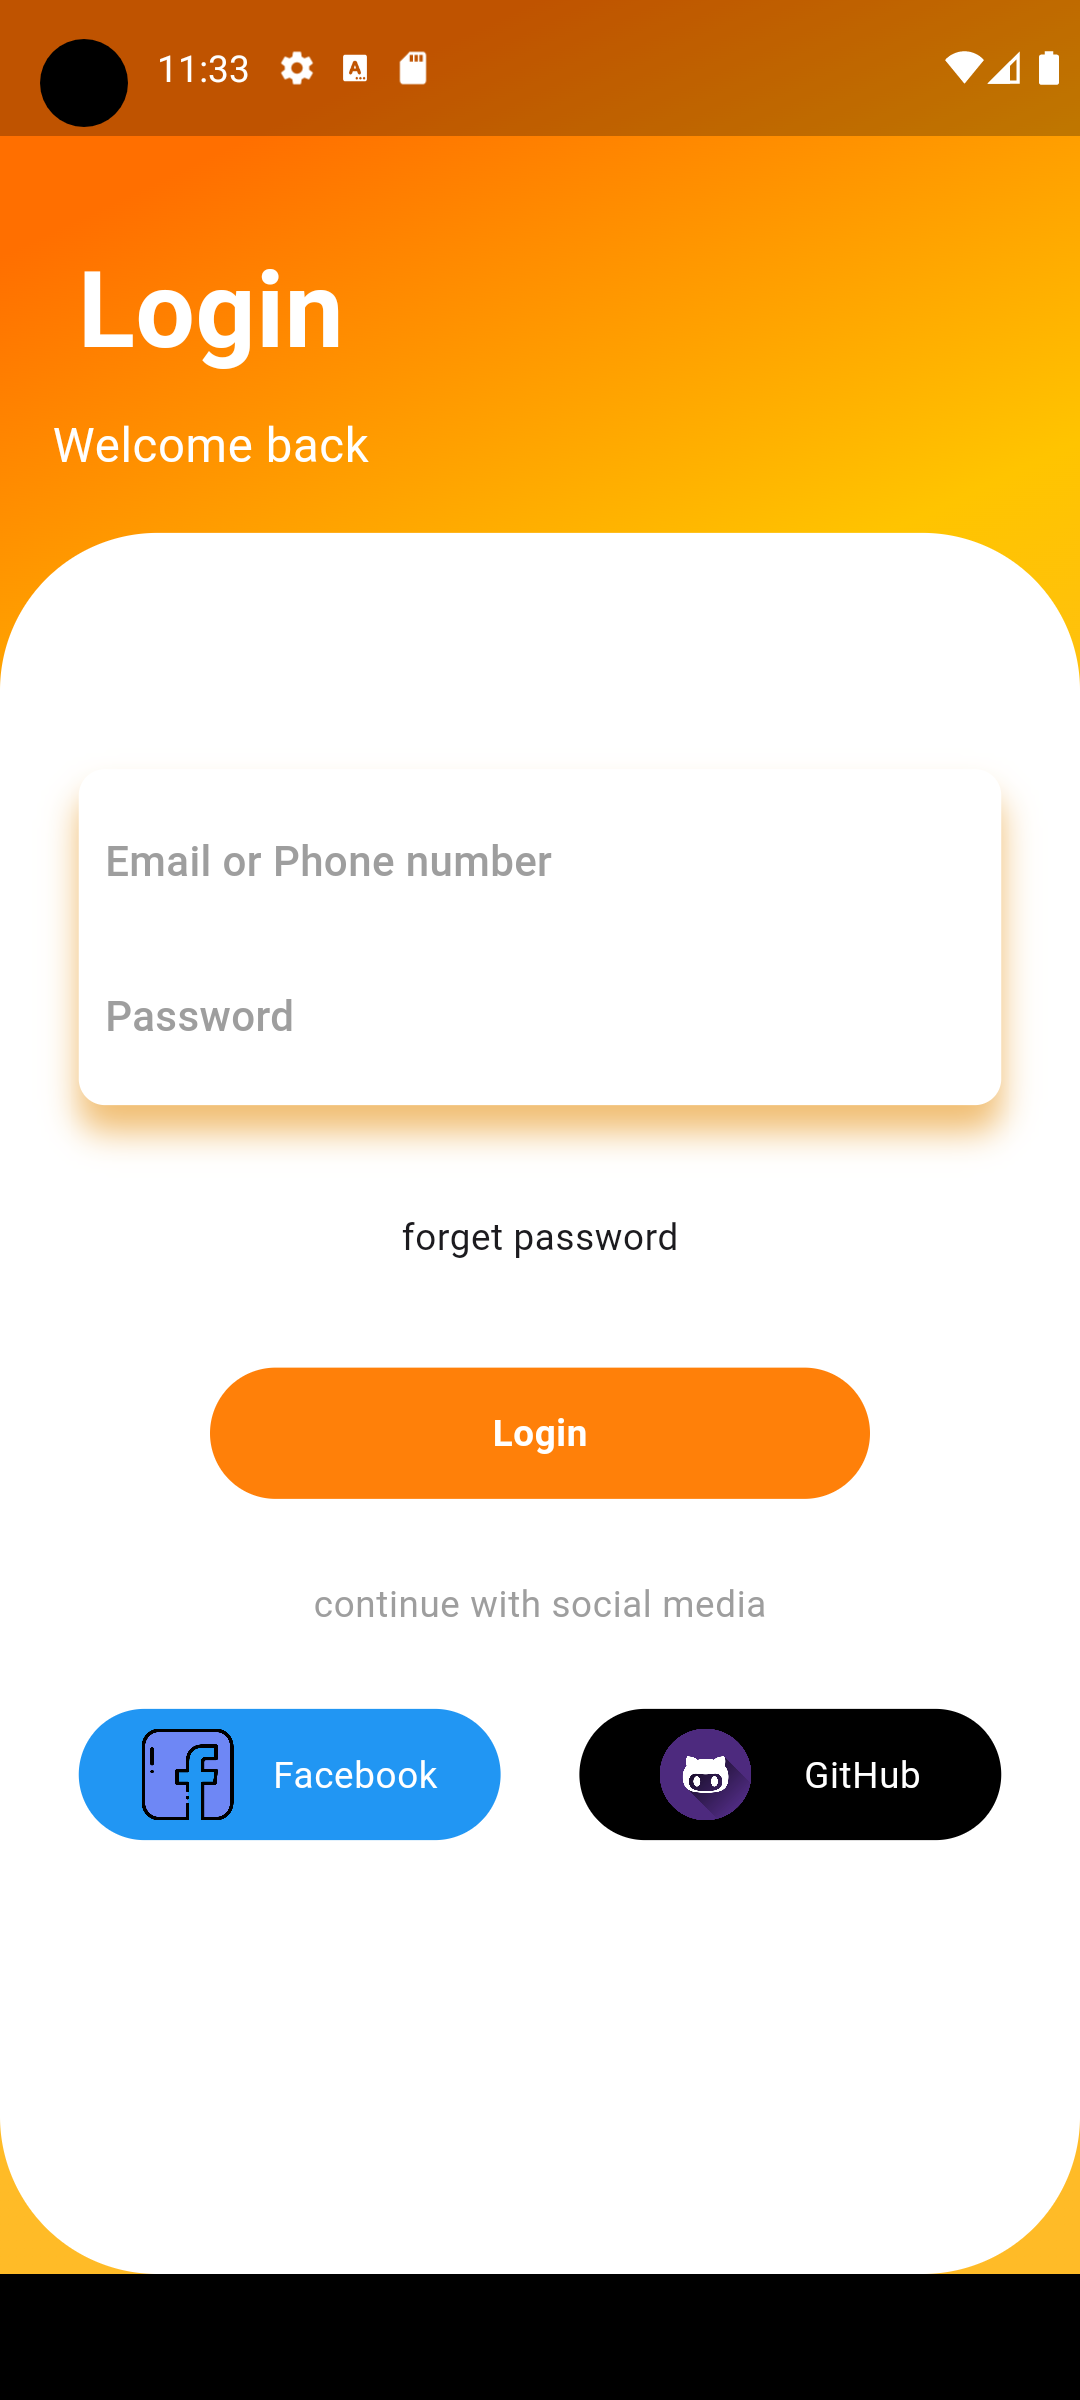 11:33
Login
Welcome back
Email or Phone number
Password
forget password
Login
continue with social media
Facebook
GitHub